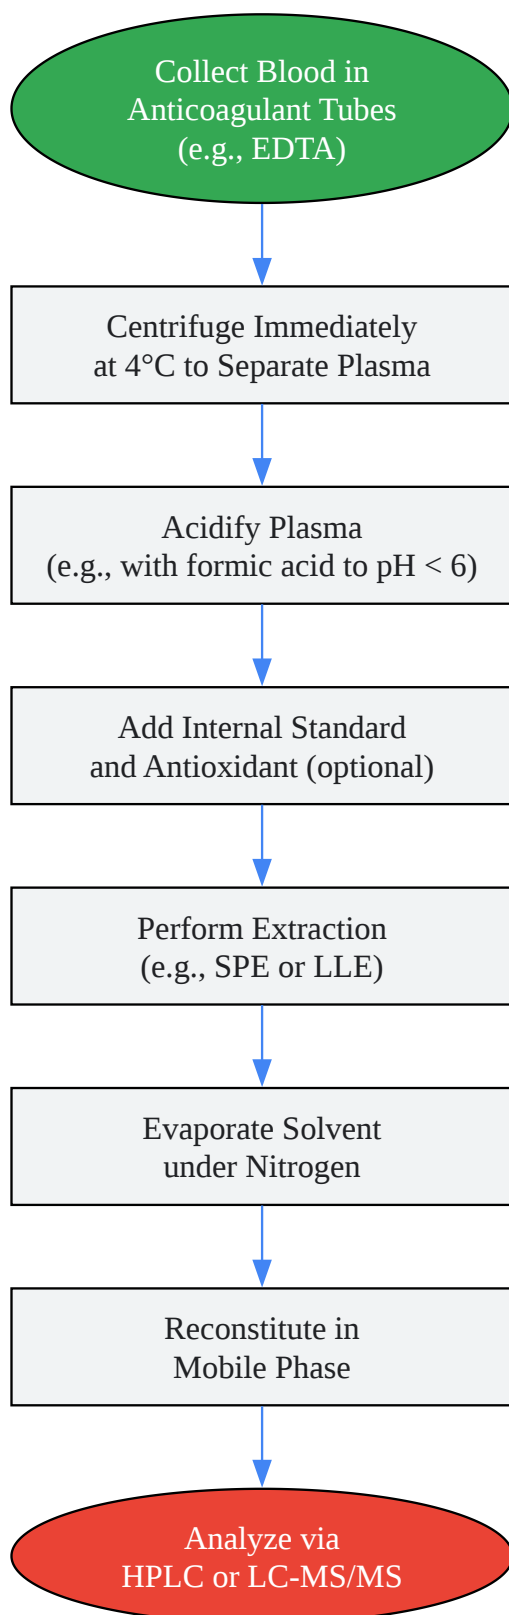 Collect Blood in
Anticoagulant Tubes
(e.g., EDTA)
Centrifuge Immediately
at 4°C to Separate Plasma
Acidify Plasma
(e.g., with formic acid to pH < 6)
Add Internal Standard
and Antioxidant (optional)
Perform Extraction
(e.g., SPE or LLE)
Evaporate Solvent
under Nitrogen
Reconstitute in
Mobile Phase
Analyze via
HPLC or LC-MS/MS